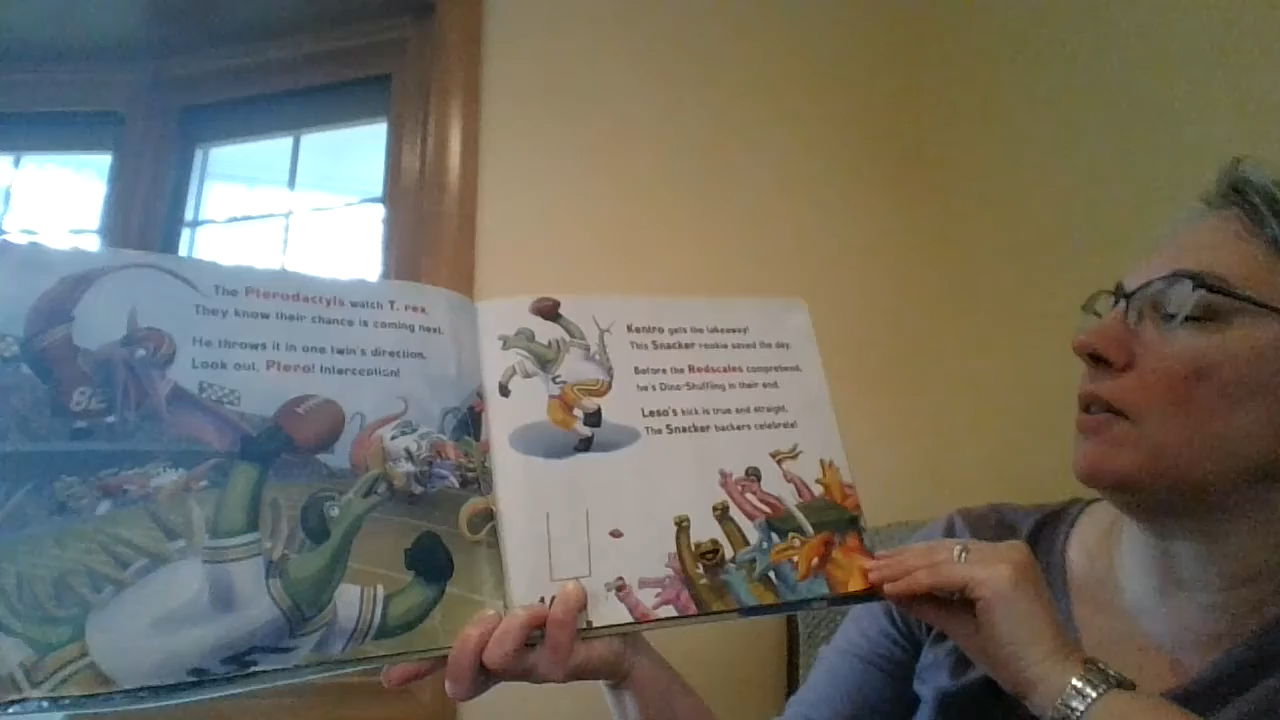 The Pterodactyls watch T. rex.
They know their chance is coming next.
He throws it in one twin's direction.
Look out, Ptero! Interception!
Kentro gets the takeaway!
This Snacker rookie saved the day.
Before the Redscales comprehend,
he's Dino-Shuffling in their end.
Leso's kick is true and straight,
The Snacker backers celebrate!